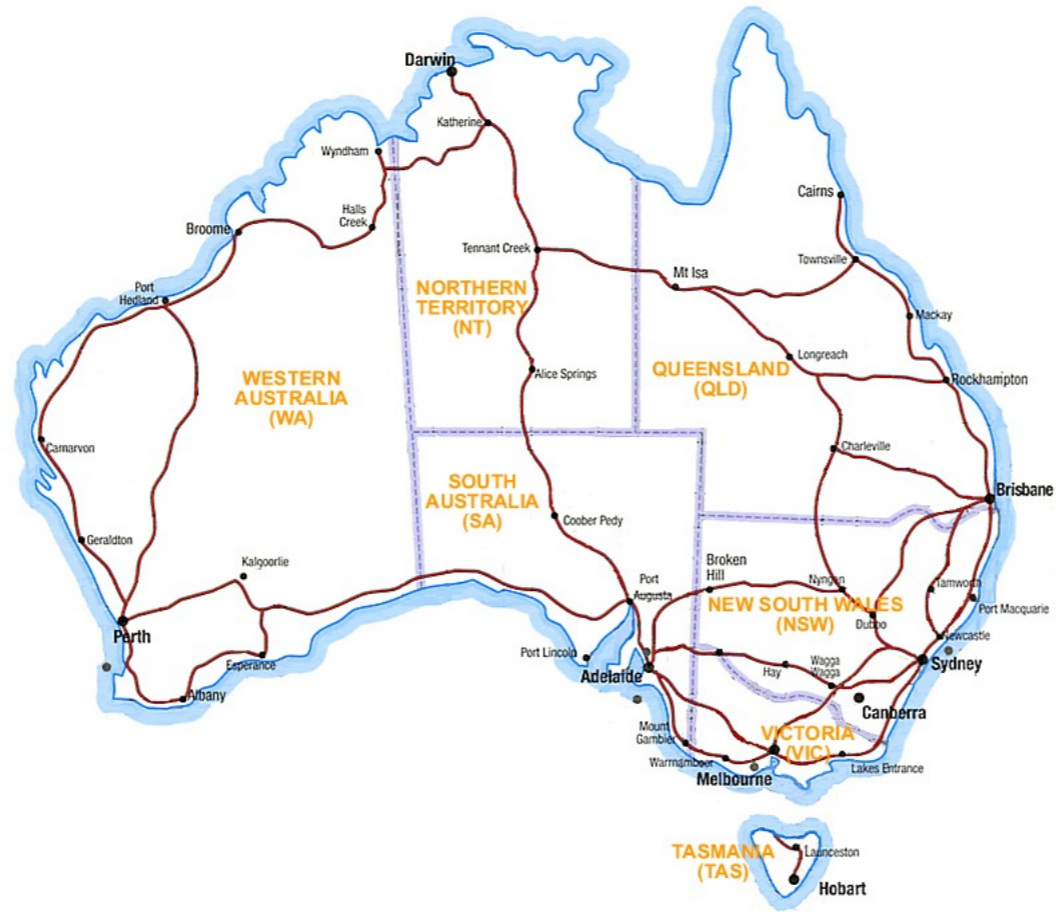 Darwin
Katherine
Wyndham
Halls
Creek
Broome
Port
Hedland
Tennant Creek
Cairns
Townsville
Mt Isa
Mackay
NORTHERN
TERRITORY
(NT)
Longreach
Alice Springs
QUEENSLAND
(QLD)
Rockhampton
WESTERN
AUSTRALIA
(WA)
Carnarvon
Charleville
SOUTH
AUSTRALIA
(SA)
Brisbane
Coober Pedy
Geraldton
Kalgoorlie
Broken
Hill
Port
Augusta
Nyngan
Tamworth
NEW SOUTH WALES
(NSW)
Port Macquarie
Dubbo
Perth
Newcastle
Port Lincoln
Esperance
Adelaide
Hay
Wagga
Wagga
Sydney
Albany
Canberra
Mount
Gambier
VICTORIA
(VIC)
Warrnambool
Melbourne
Lakes Entrance
TASMANIA
(TAS)
Launceston
Hobart